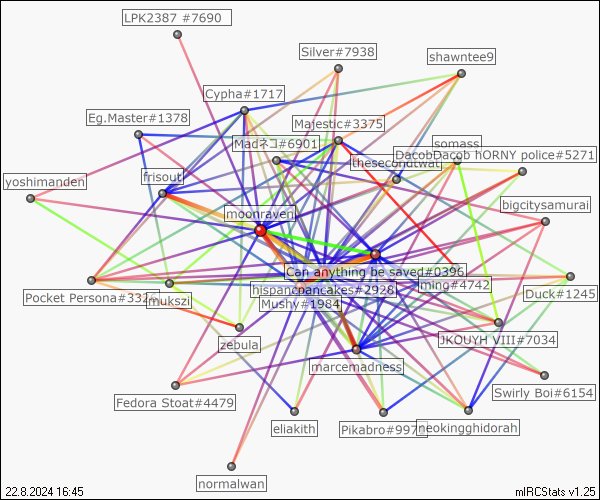 LPK2387 #7690
Silver#7938
shawntee9
Cypha#1717
Eg.Master#1378
Majestic#3375
Madネコ#6901
somass
DacobDacob
hORNY police#5271
thesecondtwal
yoshimanden
frisout
bigcitysamurai
moonraven
Can anything be saved#0396
Pocket Persona#332
mukszi
hispancpancakes#2928
ming#4742
Duck#1245
Mushy#1984
zebula
JKOUYH VIII#7034
marcemadness
Fedora Stoat#4479
Swirly Boi#6154
eliakith
Pikabro#997
neokingghidorah
normalwan
22.8.2024 16:45
mIRCStats v1.25